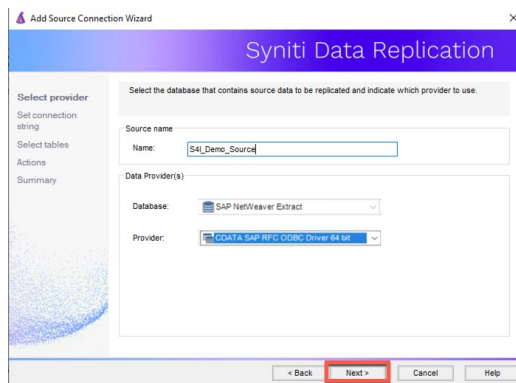 Add Source Connection Wizard
Syniti Data Replication
Select provider
Set connection
string
Select tables
Actions
Summary
Select the database that contains source data to be replicated and indicate which provider to use.
Source name
Name: S4I_Demo_Source
Data Provider(s)
Database: SAP NetWeaver Extract
Provider: CDATA SAP RFC ODBC Driver 64 bit
< Back Next > Cancel Help